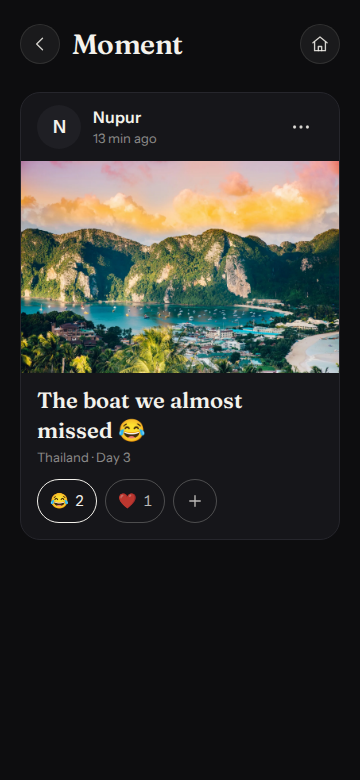 Moment
N
Nupur
13 min ago
The boat we almost
missed 😂
Thailand · Day 3
😂 2
❤️ 1